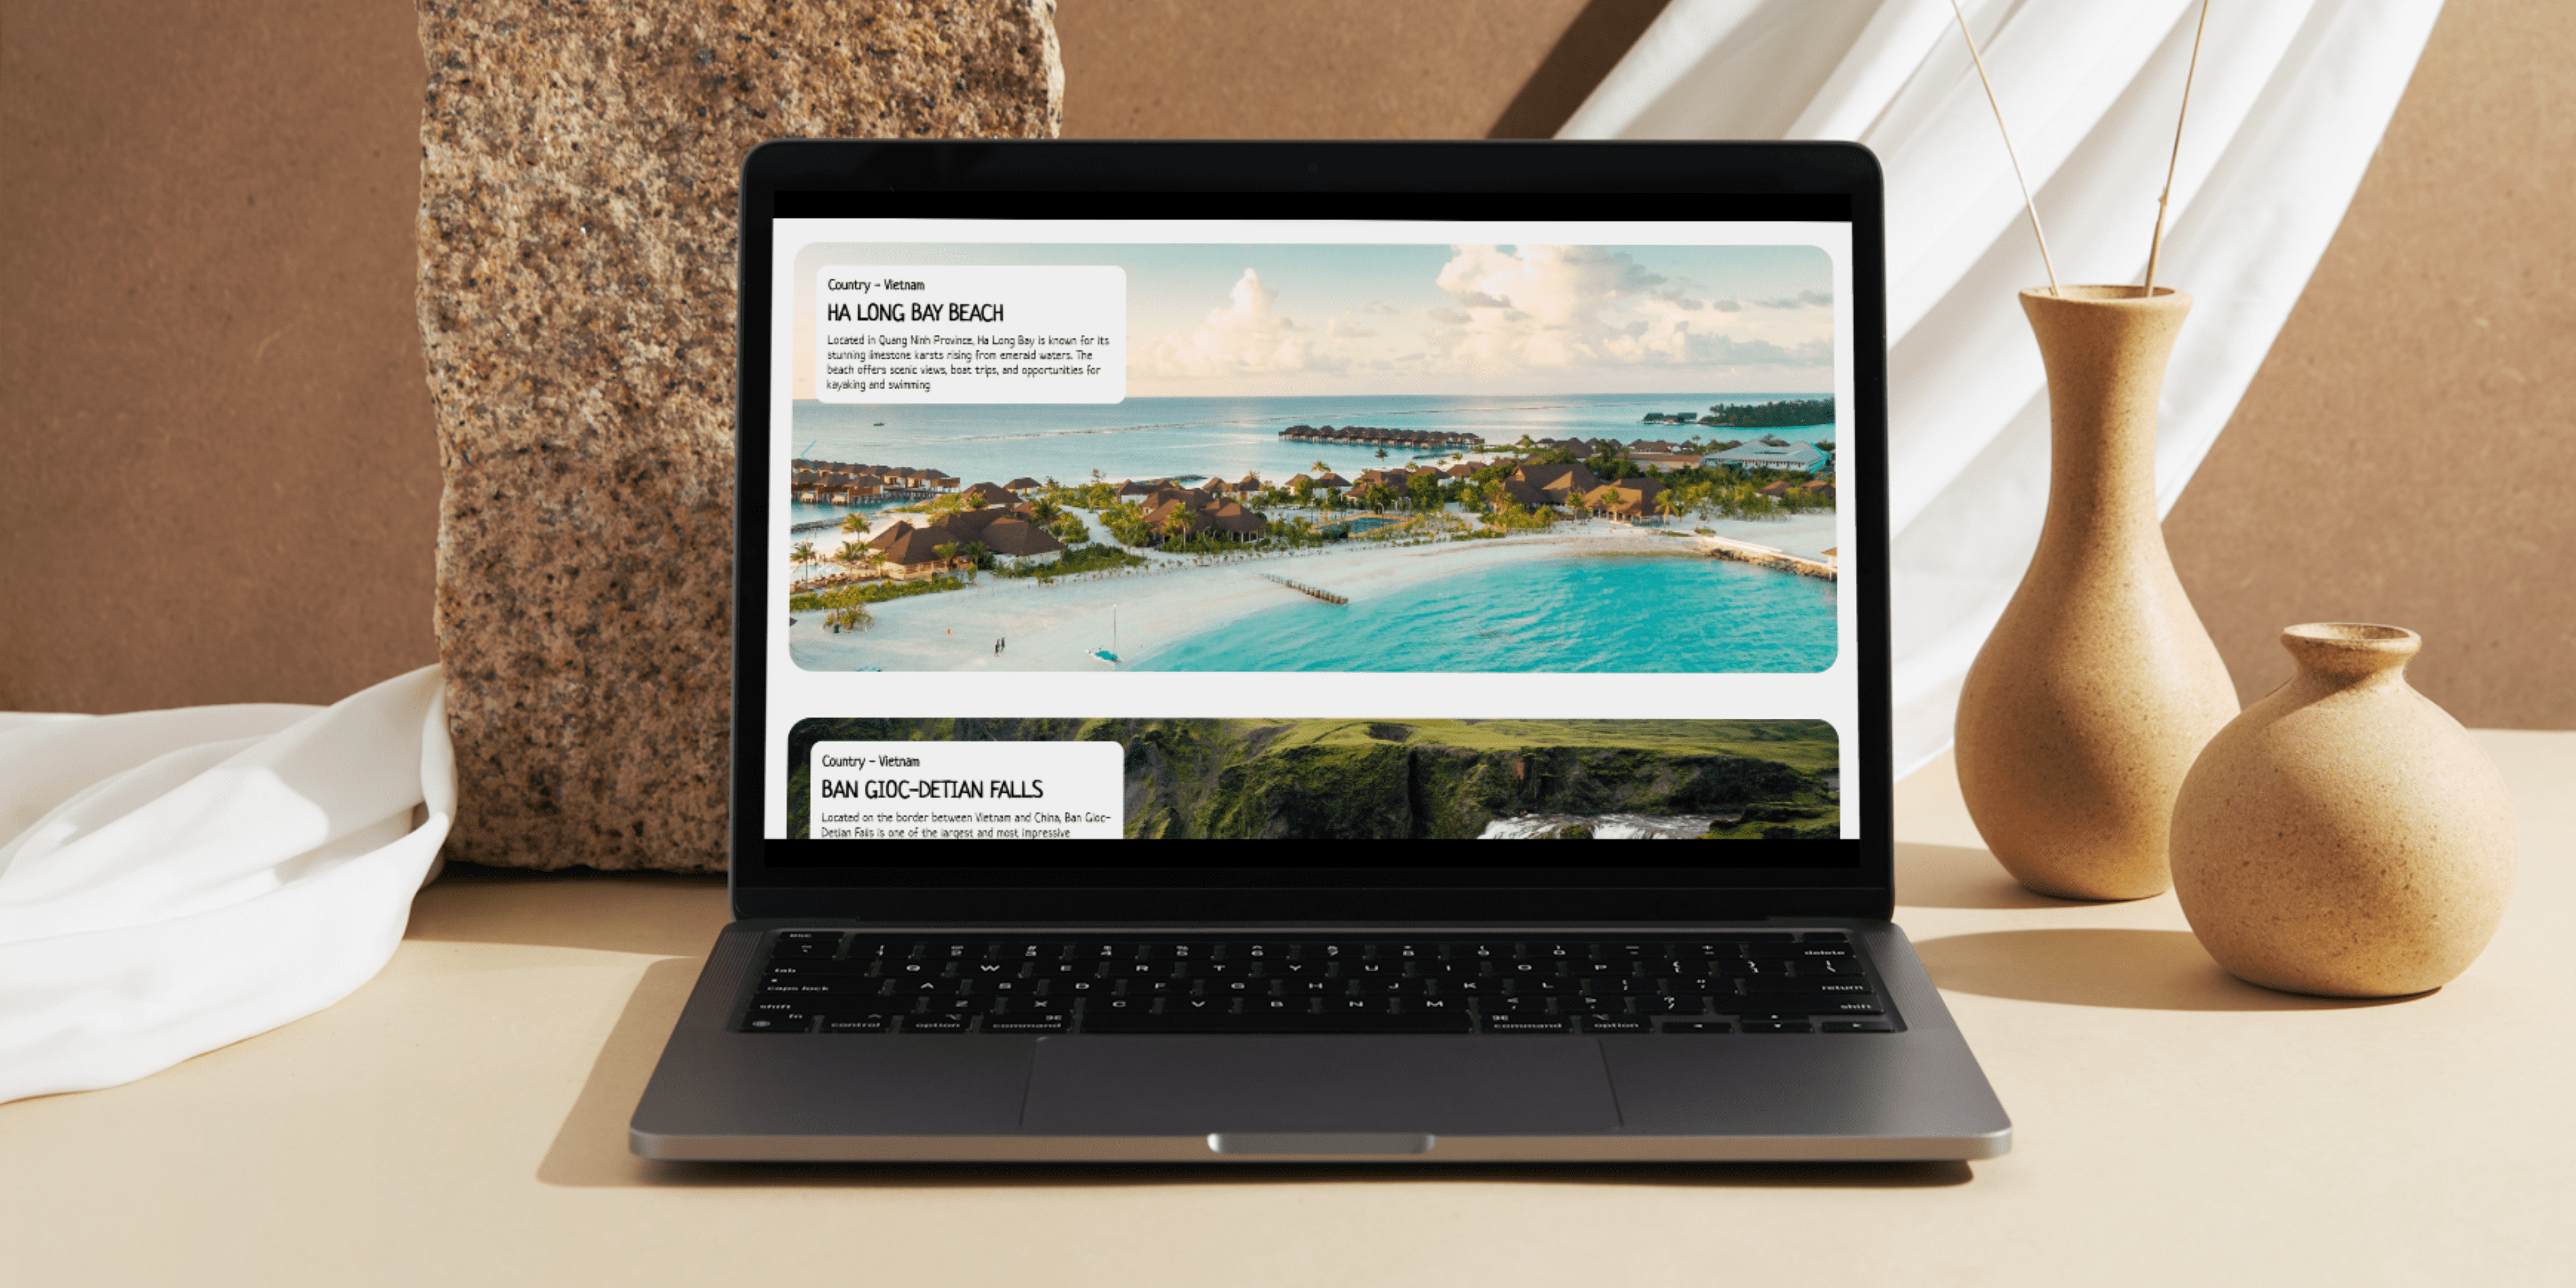 Country - Vietnam
HA LONG BAY BEACH
Located in Quang Ninh Province, Ha Long Bay is known for its
stunning limestone karsts rising from emerald waters. The
beach offers scenic views, boat trips, and opportunities for
kayaking and swimming
Country - Vietnam
BAN GIOC-DETIAN FALLS
Located on the border between Vietnam and China, Ban Gioc-
Detian Falls is one of the largest and most impressive
esc
~ ! @ # $ % ^ & * ( ) _ + delete
tab Q W E R T Y U I O P { } \
caps lock A S D F G H J K L : " return
shift Z X C V B N M < > ? shift
fn control option command command option